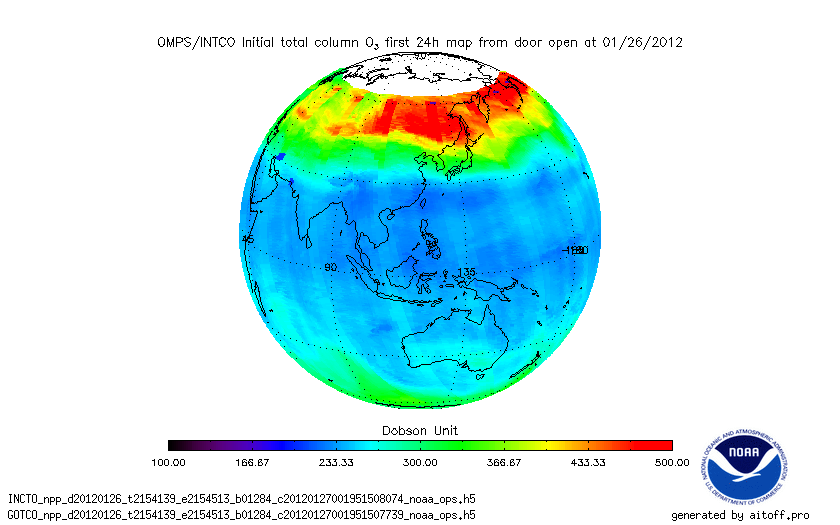 OMPS/INTCO Initial total column O3 first 24h map from door open at 01/26/2012
90
45
90
135
Dobson Unit
100.00 166.67 233.33 300.00 366.67 433.33 500.00
NATIONAL OCEANIC AND ATMOSPHERIC ADMINISTRATION
NOAA
U.S. DEPARTMENT OF COMMERCE
INCTO_npp_d20120126_t2154139_e2154513_b01284_c20120127001951508074_noaa_ops.h5
GOTCO_npp_d20120126_t2154139_e2154513_b01284_c20120127001951507739_noaa_ops.h5
generated by aitoff.pro